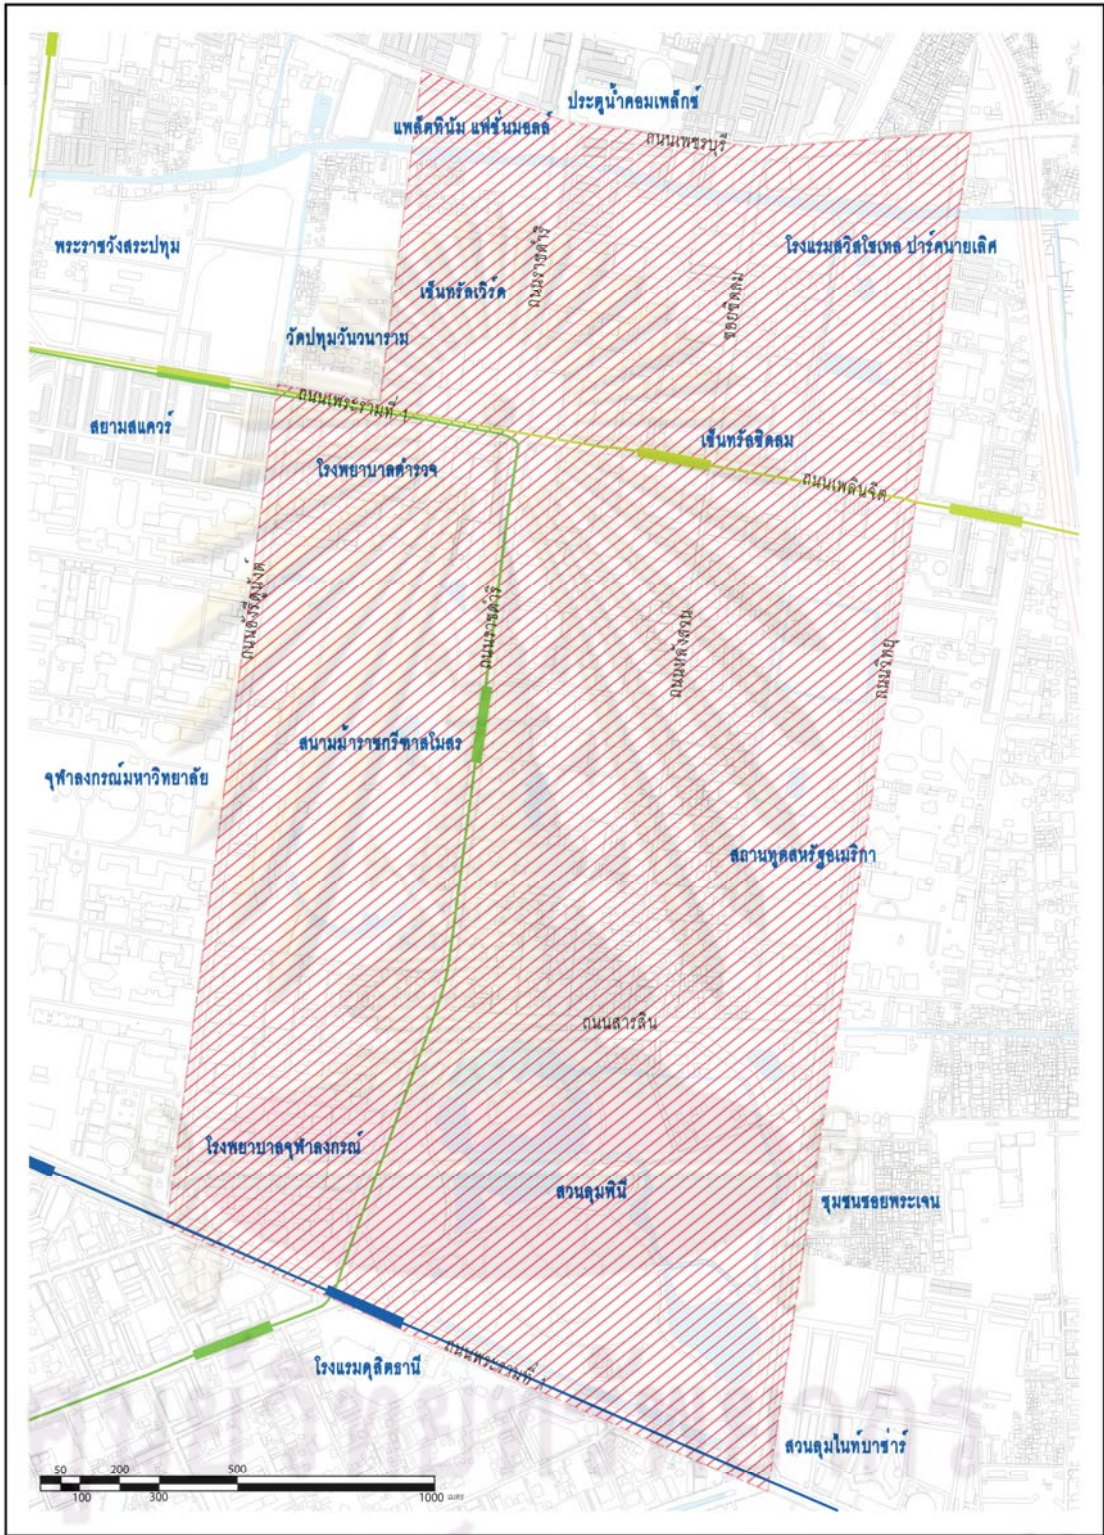 ประตูน้ำคอมเพล็กซ์
แพล็ตทินัม แฟชั่นมอลล์
ถนนเพชรบุรี
พระราชวังสระปทุม
โรงแรมสวิสโซเทล ปาร์คนายเลิศ
ถนนราชดำริ
เซ็นทรัลเวิร์ด
ซอยชิดลม
วัดปทุมวันวนาราม
ถนนพระรามที่ 1
สยามสแควร์
เซ็นทรัลชิดลม
โรงพยาบาลตำรวจ
ถนนเพลินจิต
ถนนอังรีดูนังต์
ถนนราชดำริ
ถนนหลังสวน
ถนนวิทยุ
สนามม้าราชกรีฑาสโมสร
จุฬาลงกรณ์มหาวิทยาลัย
สถานทูตสหรัฐอเมริกา
ถนนสารสิน
โรงพยาบาลจุฬาลงกรณ์
สวนลุมพินี
ชุมชนซอยพระเจน
ถนนพระรามที่
โรงแรมดุสิตธานี
สวนลุมไนท์บาซ่าร์
50 200 500
100 300 1000 เมตร